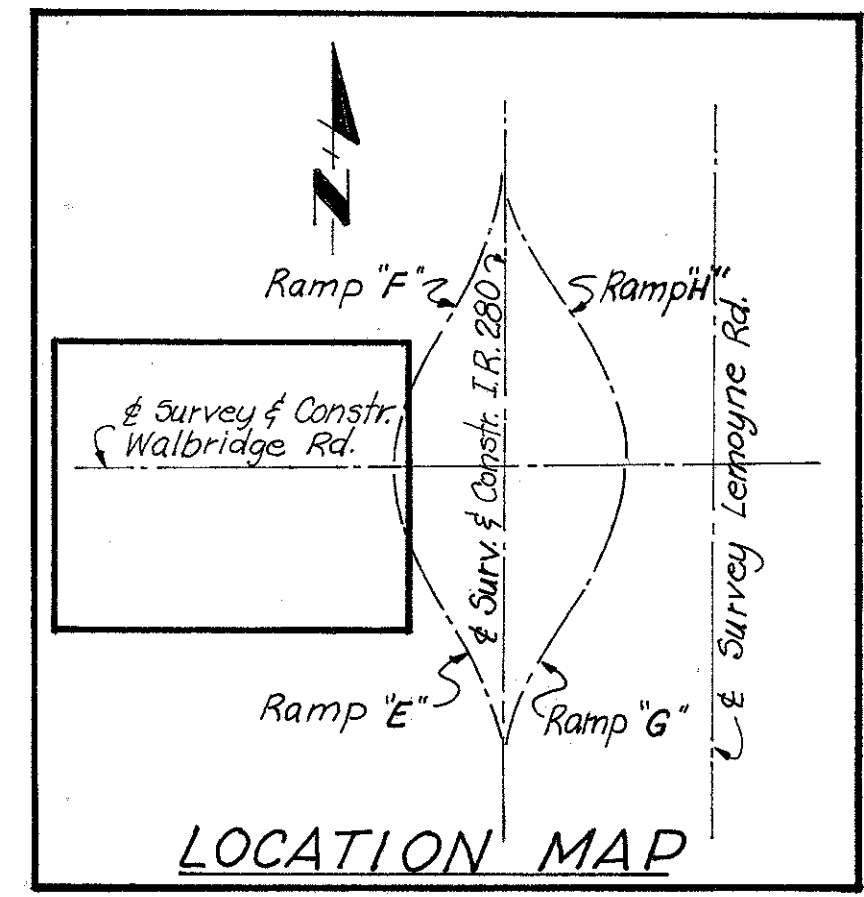 N
Ramp "F"
Ramp "H"
℄ Survey & Constr.
Walbridge Rd.
℄ Surv. & Constr. I.R. 280
℄ Survey Lemoyne Rd.
Ramp "E"
Ramp "G"
LOCATION MAP